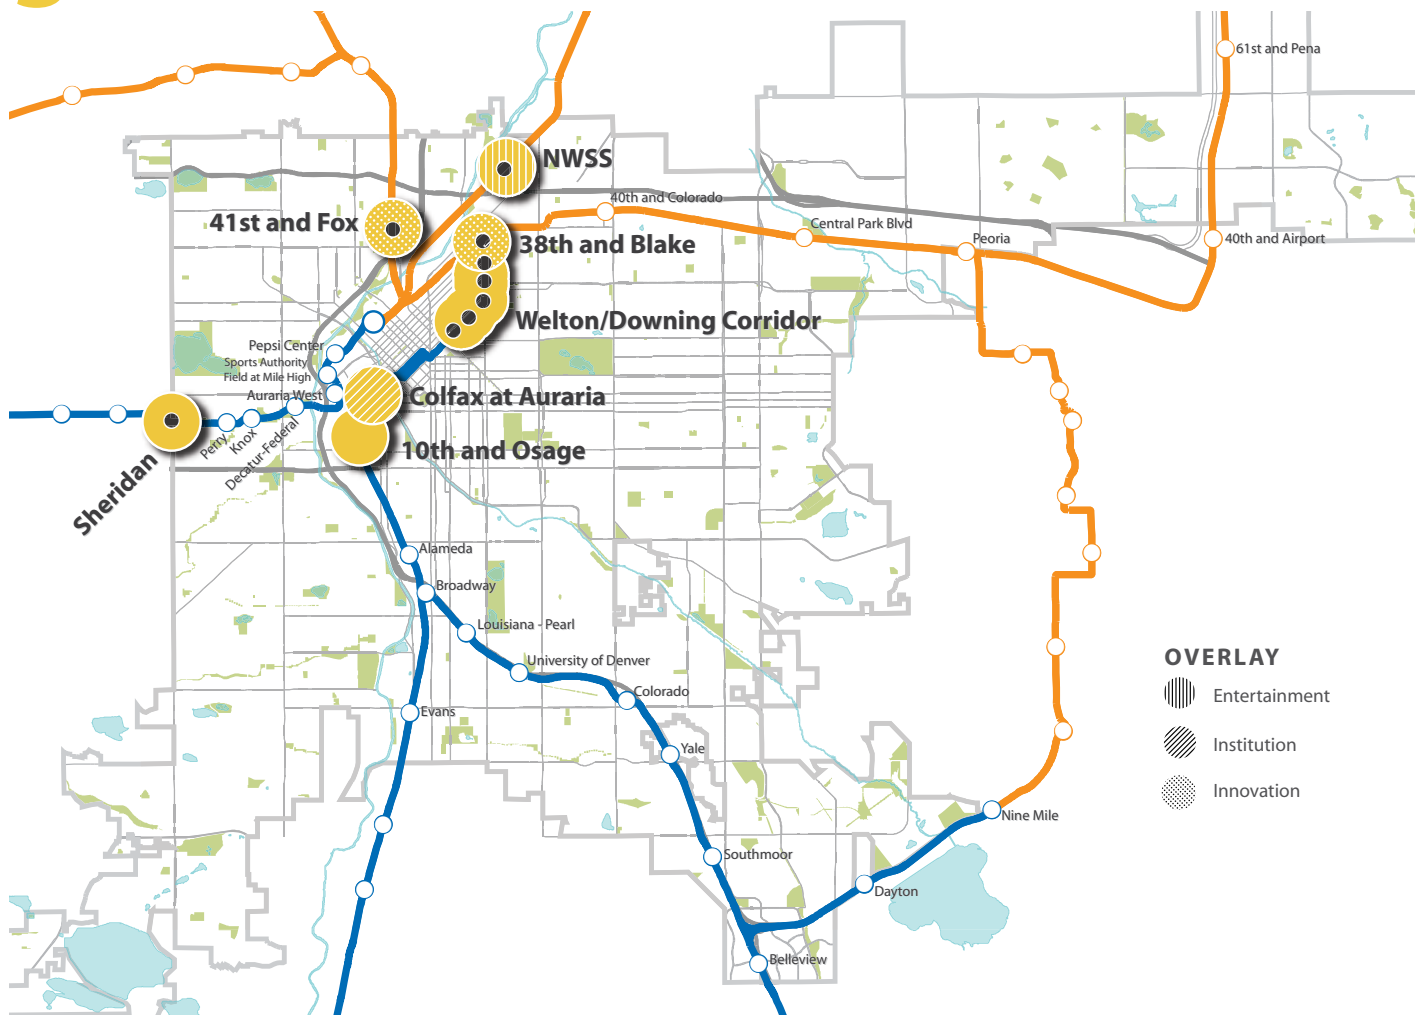 61st and Pena
NWSS
40th and Colorado
41st and Fox
Central Park Blvd
38th and Blake
Peoria
40th and Airport
Welton/Downing Corridor
Pepsi Center
Sports Authority
Field at Mile High
Auraria West
Colfax at Auraria
Perry
Knox
Decatur-Federal
10th and Osage
Sheridan
Alameda
Broadway
Louisiana - Pearl
University of Denver
Colorado
Evans
Yale
OVERLAY
Entertainment
Institution
Innovation
Nine Mile
Southmoor
Dayton
Belleview